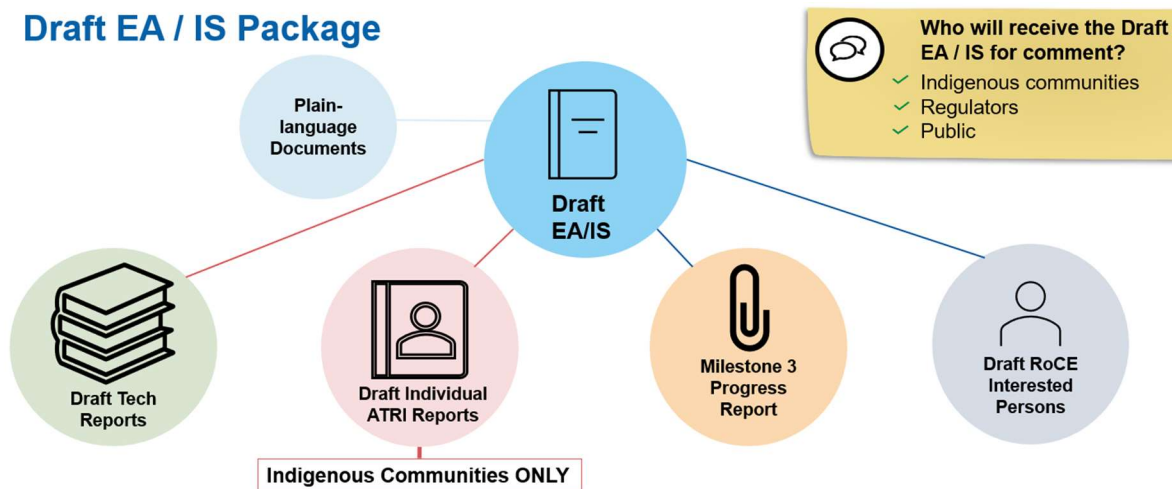 Draft EA / IS Package
Who will receive the Draft
EA / IS for comment?
Indigenous communities
Regulators
Public
Plain-
language
Documents
Draft
EA/IS
Draft Tech
Reports
Draft Individual
ATRI Reports
Milestone 3
Progress
Report
Draft RoCE
Interested
Persons
Indigenous Communities ONLY